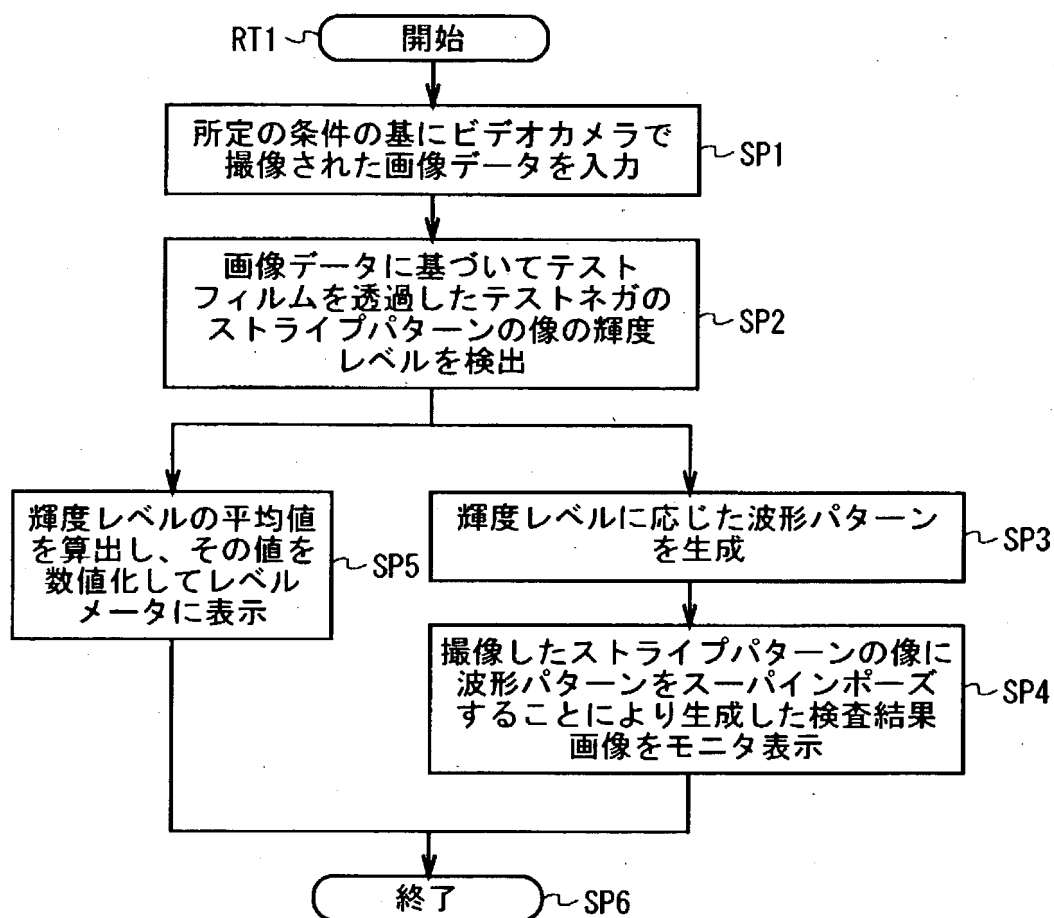 RT1
開始
所定の条件の基にビデオカメラで
撮像された画像データを入力
SP1
画像データに基づいてテスト
フィルムを透過したテストネガの
ストライプパターンの像の輝度
レベルを検出
SP2
輝度レベルの平均値
を算出し、その値を
数値化してレベル
メータに表示
SP5
輝度レベルに応じた波形パターン
を生成
SP3
撮像したストライプパターンの像に
波形パターンをスーパインポーズ
することにより生成した検査結果
画像をモニタ表示
SP4
終了
SP6